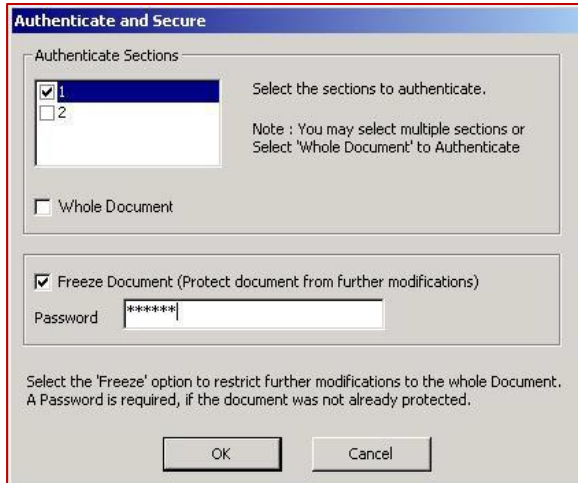 Authenticate and Secure
Authenticate Sections
1
2
Select the sections to authenticate.
Note : You may select multiple sections or
Select 'Whole Document' to Authenticate
Whole Document
Freeze Document (Protect document from further modifications)
Password ******
Select the 'Freeze' option to restrict further modifications to the whole Document.
A Password is required, if the document was not already protected.
OK Cancel